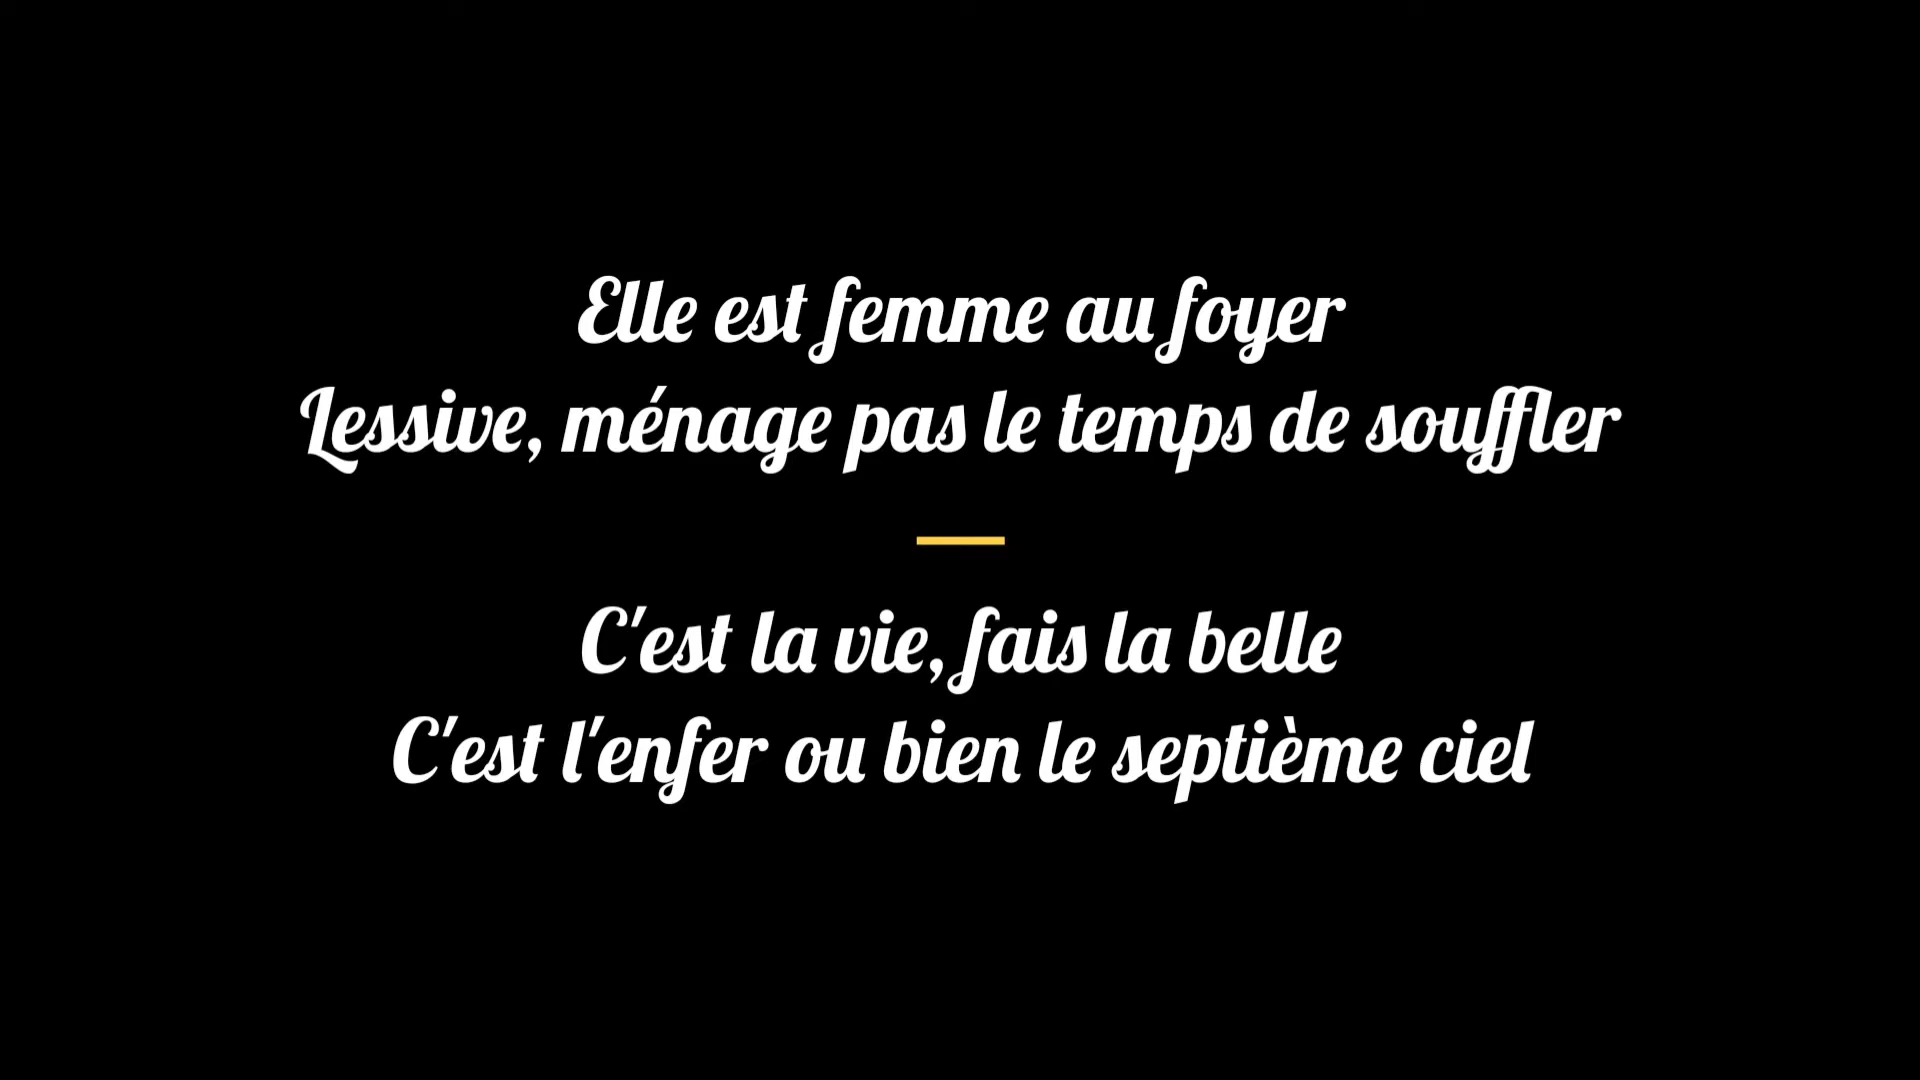 Elle est femme au foyer
Lessive, ménage pas le temps de souffler
C'est la vie, fais la belle
C'est l'enfer ou bien le septième ciel